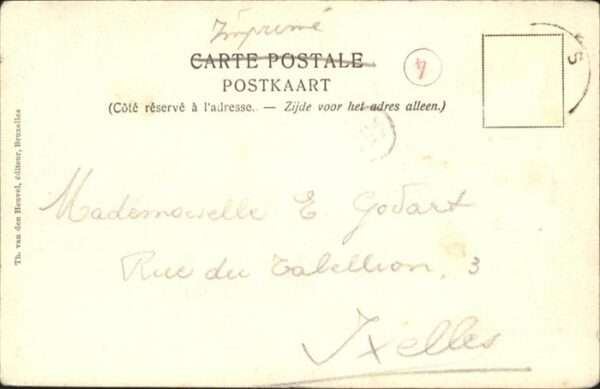 Imprimé
CARTE POSTALE
4
POSTKAART
(Côté réservé à l'adresse. — Zijde voor het adres alleen.)
5
Th. van den Heuvel, éditeur, Bruxelles
Mademoiselle E. Godart
Rue du Tabellion, 3
Ixelles